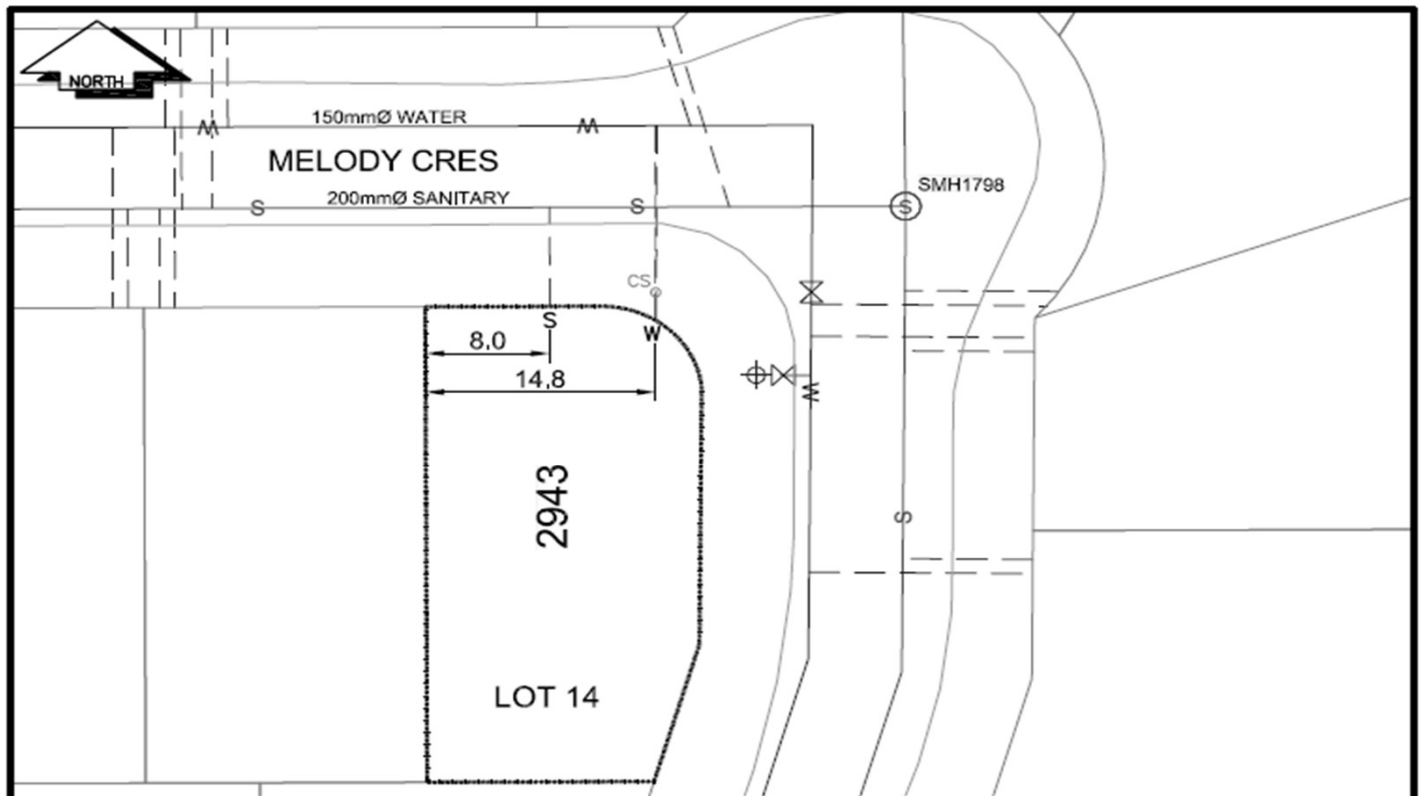 NORTH
150mmØ WATER
W
W
MELODY CRES
200mmØ SANITARY
S
S
SMH1798
S
CS
S
W
8.0
14.8
W
2943
S
LOT 14